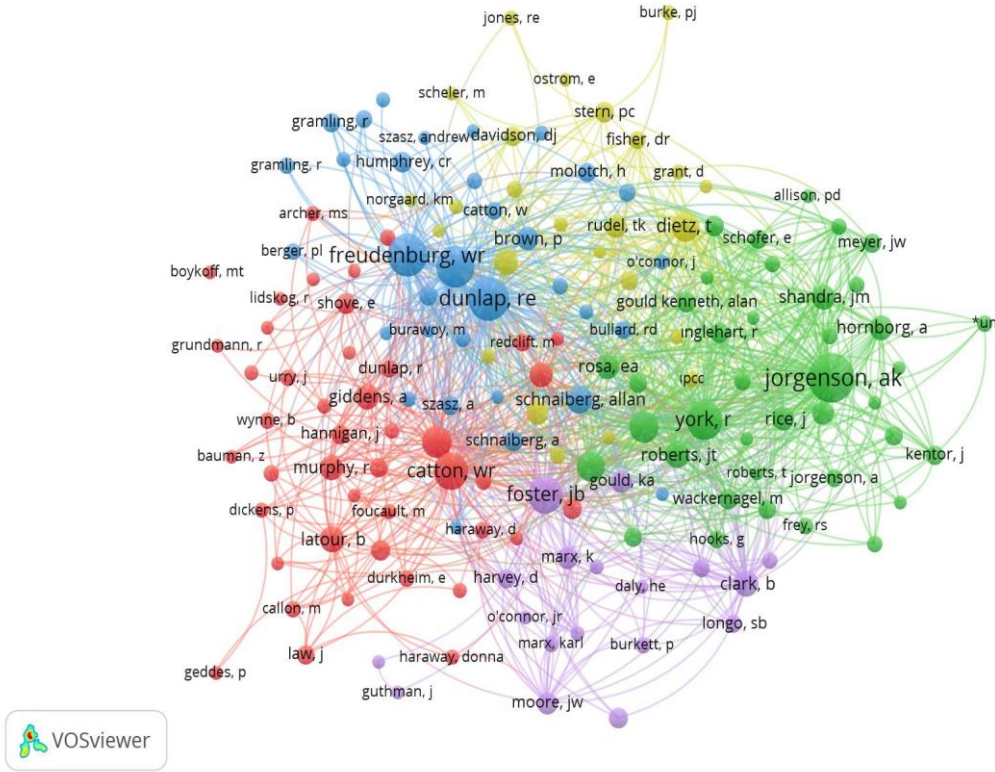 jones, re
burke, pj
ostrom, e
scheler, m
stern, pc
gramling, r
szasz, andrew
davidson, dj
fisher, dr
gramling, r
humphrey, cr
molotch, h
grant, d
norgaard, km
allison, pd
archer, ms
catton, w
rudel, tk
dietz, t
berger, pl
freudenburg, wr
brown, p
schofer, e
meyer, jw
boykoff, mt
o'connor, j
lidskog, r
shove, e
dunlap, re
gould kenneth, alan
shandra, jm
burawoy, m
bullard, rd
inglehart, r
hornborg, a
*un
grundmann, r
redclift, m
dunlap, r
rosa, ea
urry, j
ipcc
jorgenson, ak
giddens, a
szasz, a
schnaiberg, allan
wynne, b
york, r
rice, j
hannigan, j
schnaiberg, a
bauman, z
murphy, r
catton, wr
roberts, jt
kentor, j
gould, ka
roberts, t
jorgenson, a
foster, jb
wackernagel, m
dickens, p
foucault, m
haraway, d
frey, rs
latour, b
hooks, g
marx, k
durkheim, e
harvey, d
daly, he
clark, b
callon, m
o'connor, jr
longo, sb
marx, karl
burkett, p
law, j
haraway, donna
geddes, p
guthman, j
moore, jw
VOSviewer